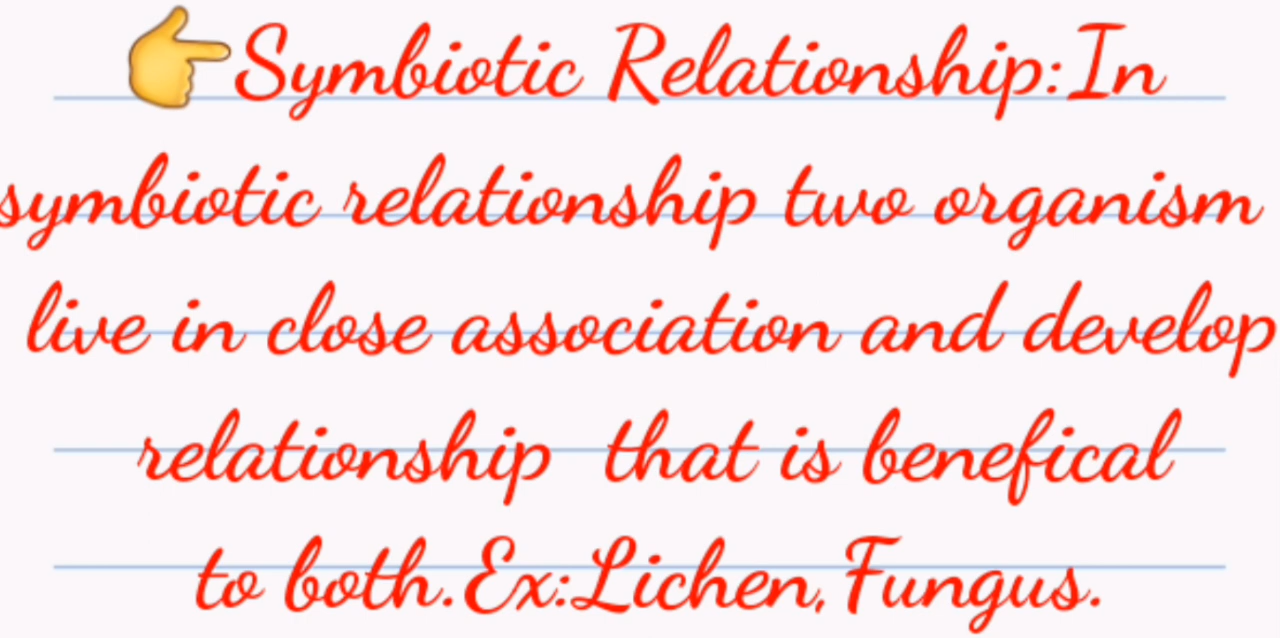 👉Symbiotic Relationship:In
symbiotic relationship two organism
live in close association and develop
relationship that is benefical
to both.Ex:Lichen,Fungus.